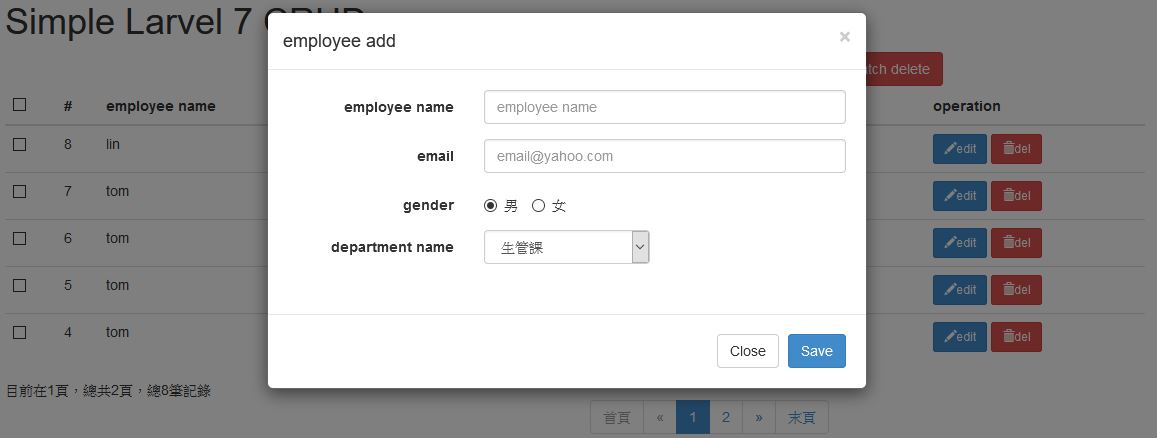 Simple Larvel 7 CRUD
employee add
×
tch delete
# employee name operation
employee name employee name
email email@yahoo.com
gender 男 女
department name 生管課
8 lin edit del
7 tom edit del
6 tom edit del
5 tom edit del
4 tom edit del
Close Save
目前在1頁，總共2頁，總8筆記錄
首頁 « 1 2 » 末頁